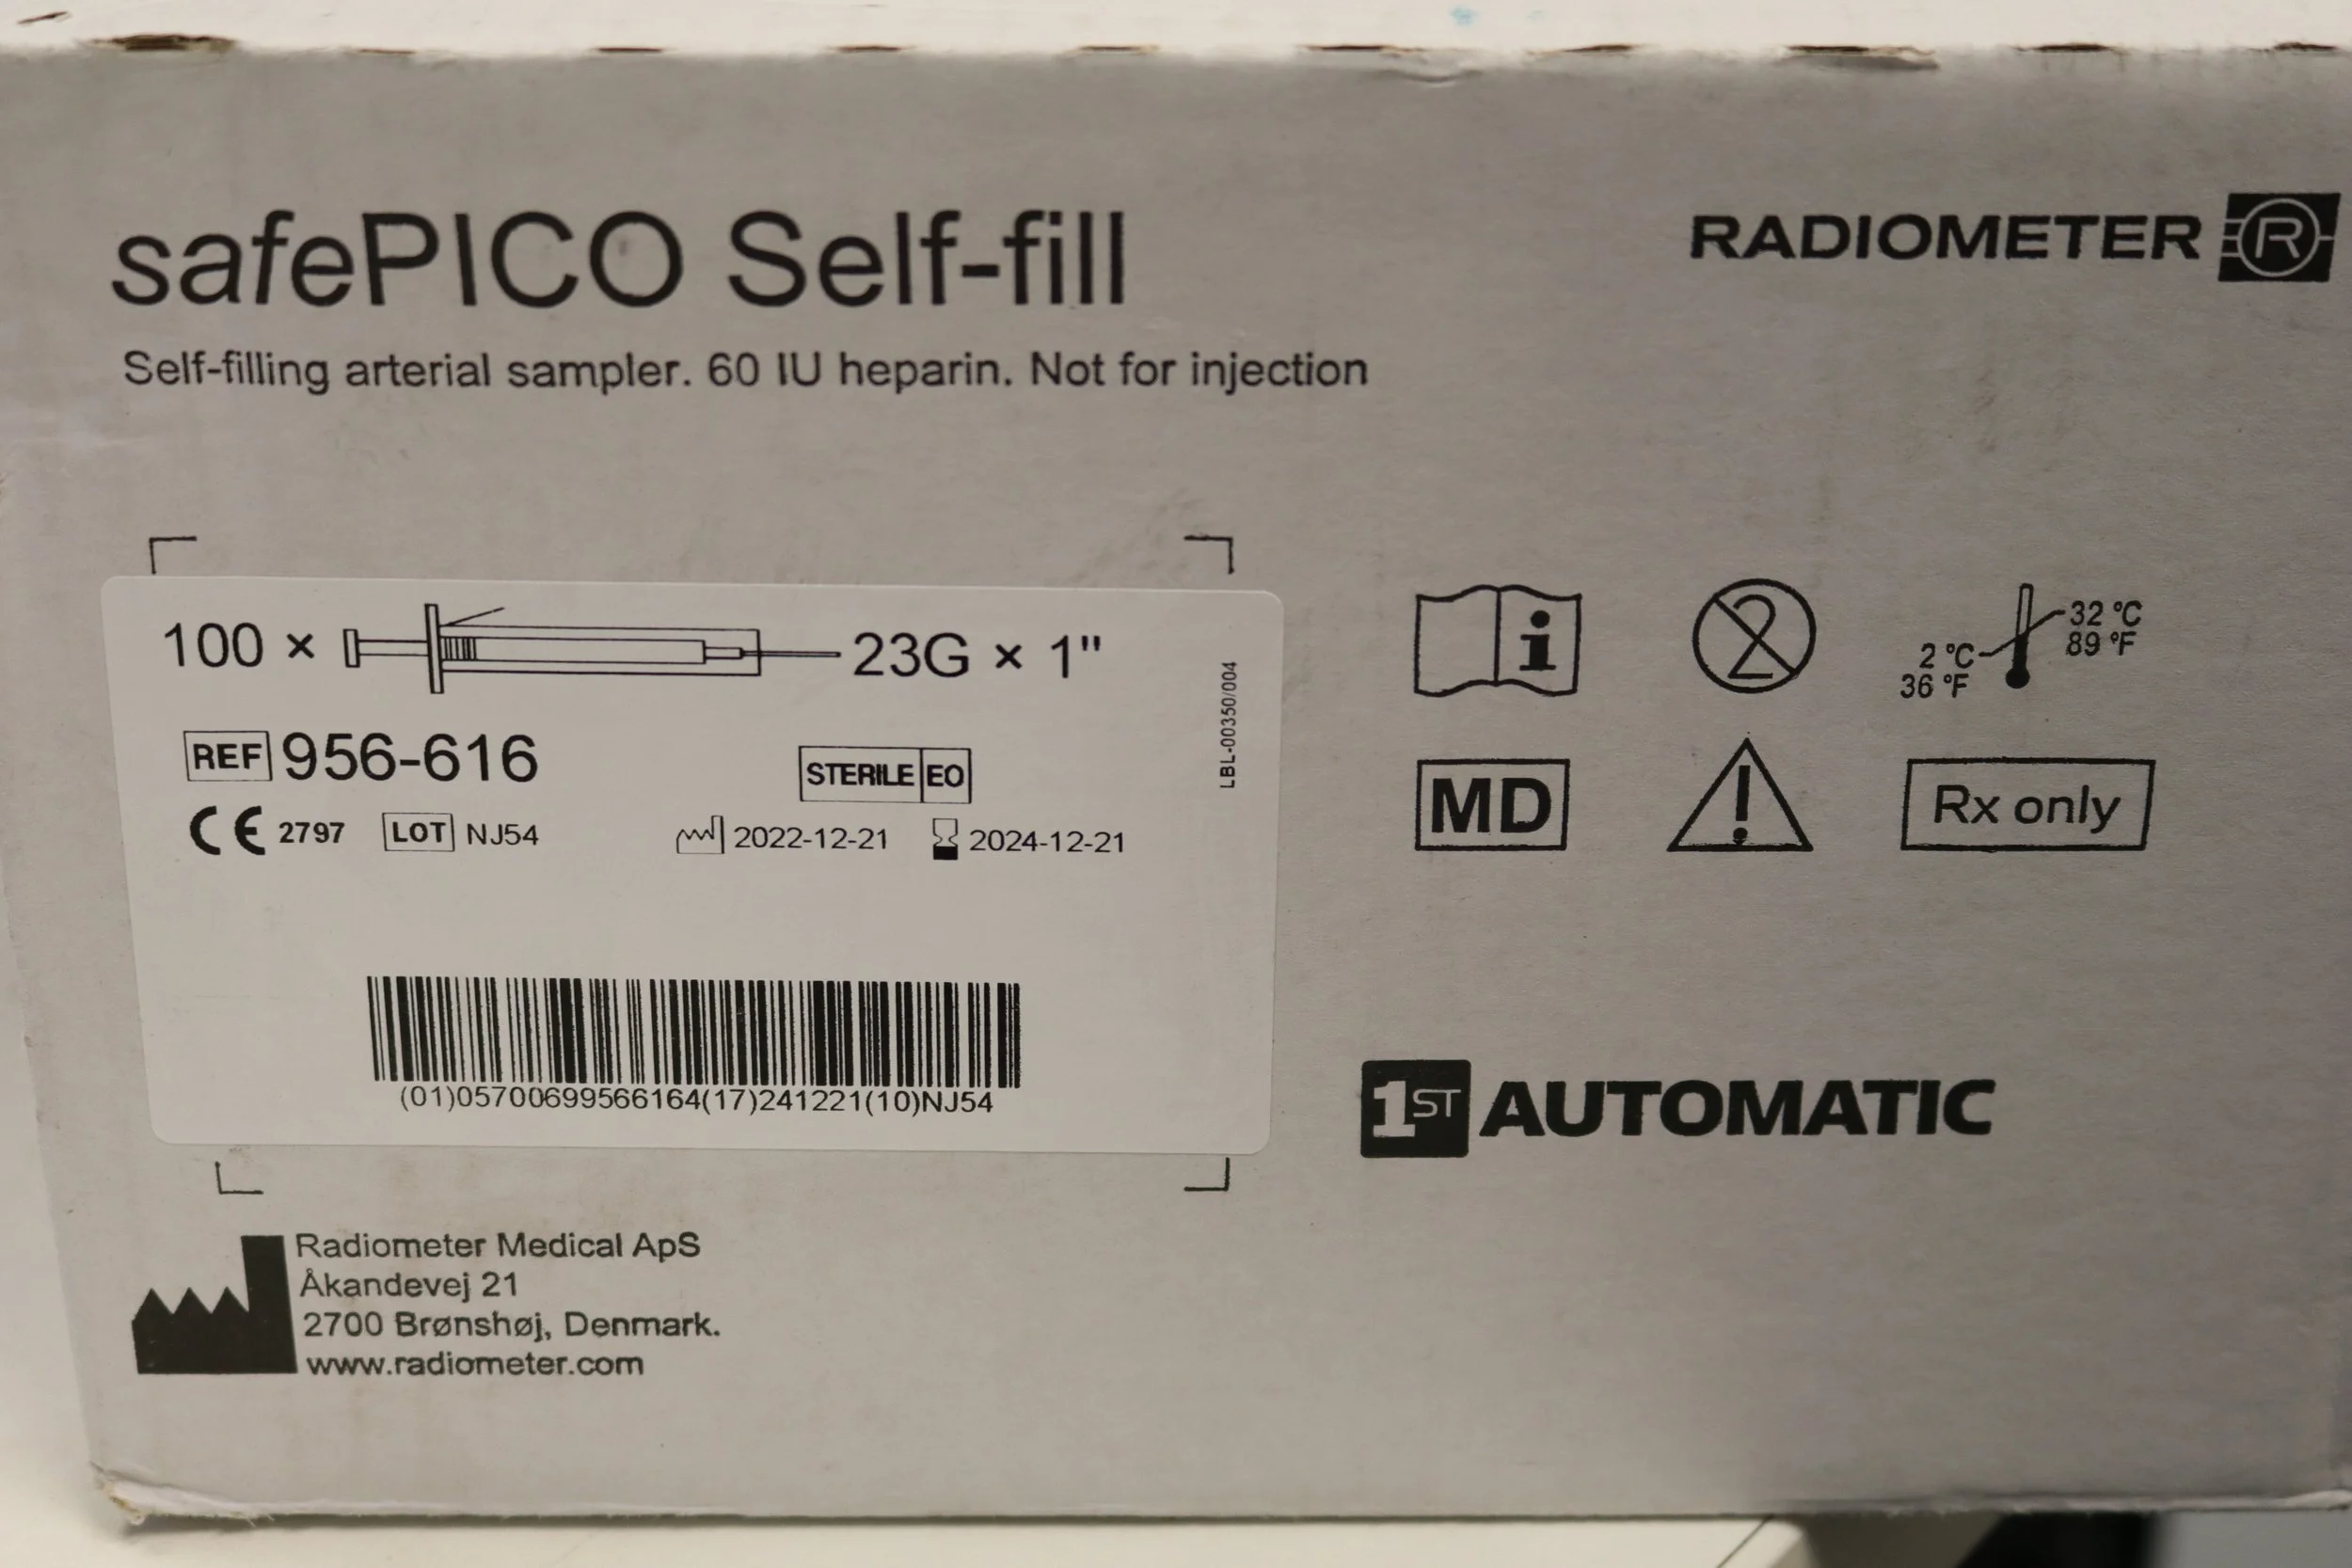 safePICO Self-fill
RADIOMETER R
Self-filling arterial sampler. 60 IU heparin. Not for injection
100 × 23G × 1"
LBL-00350/004
REF 956-616
STERILE EO
CE 2797 LOT NJ54 2022-12-21 2024-12-21
(01)05700699566164(17)241221(10)NJ54
i
2
32 °C
89 °F
2 °C
36 °F
MD
!
Rx only
1ST AUTOMATIC
Radiometer Medical ApS
Åkandevej 21
2700 Brønshøj, Denmark.
www.radiometer.com